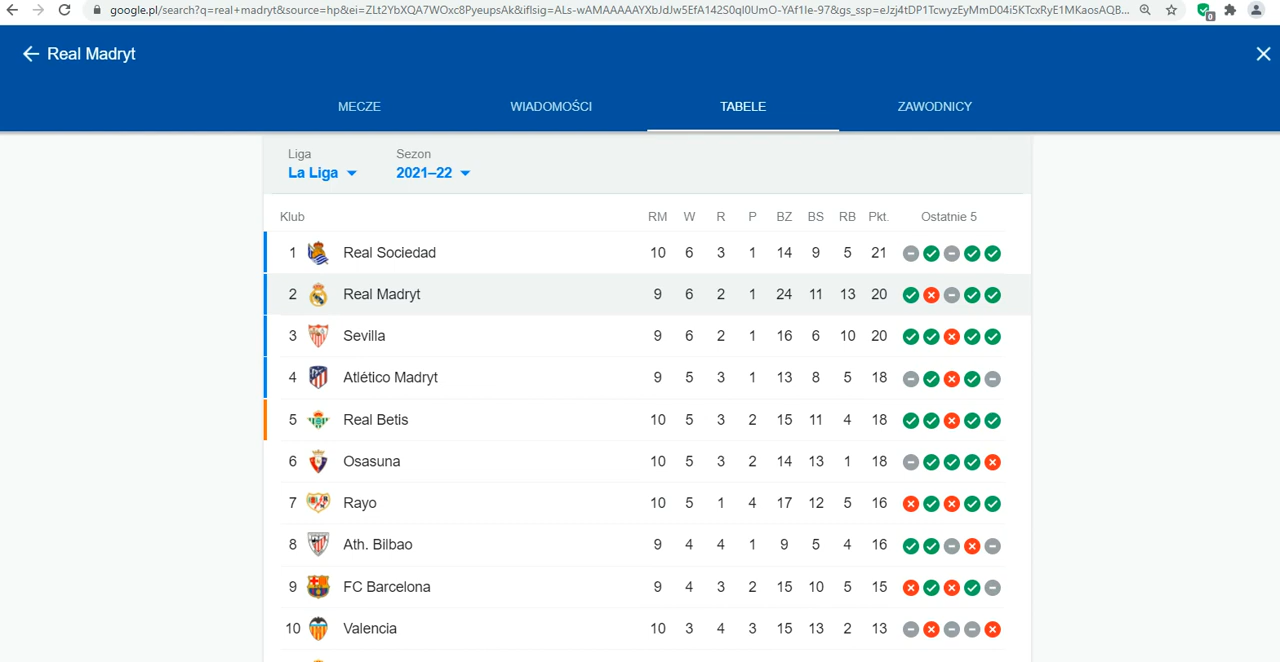 google.pl/search?q=real+madryt&source=hp&ei=ZLt2YbXQA7WOxc8PyeupsAk&iflsig=ALs-wAMAAAAAYXbJdJw5EfA142S0qI0UmO-YAf1Ie-97&gs_ssp=eJzj4tDP1TcwyzEyMmD04i5KTcxRyE1MKaosAQB...
0
Real Madryt
MECZE WIADOMOŚCI TABELE ZAWODNICY
Liga Sezon
La Liga 2021–22
Klub RM W R P BZ BS RB Pkt. Ostatnie 5
1 Real Sociedad 10 6 3 1 14 9 5 21
2 Real Madryt 9 6 2 1 24 11 13 20
3 Sevilla 9 6 2 1 16 6 10 20
4 Atlético Madryt 9 5 3 1 13 8 5 18
5 Real Betis 10 5 3 2 15 11 4 18
6 Osasuna 10 5 3 2 14 13 1 18
7 Rayo 10 5 1 4 17 12 5 16
8 Ath. Bilbao 9 4 4 1 9 5 4 16
9 FC Barcelona 9 4 3 2 15 10 5 15
10 Valencia 10 3 4 3 15 13 2 13